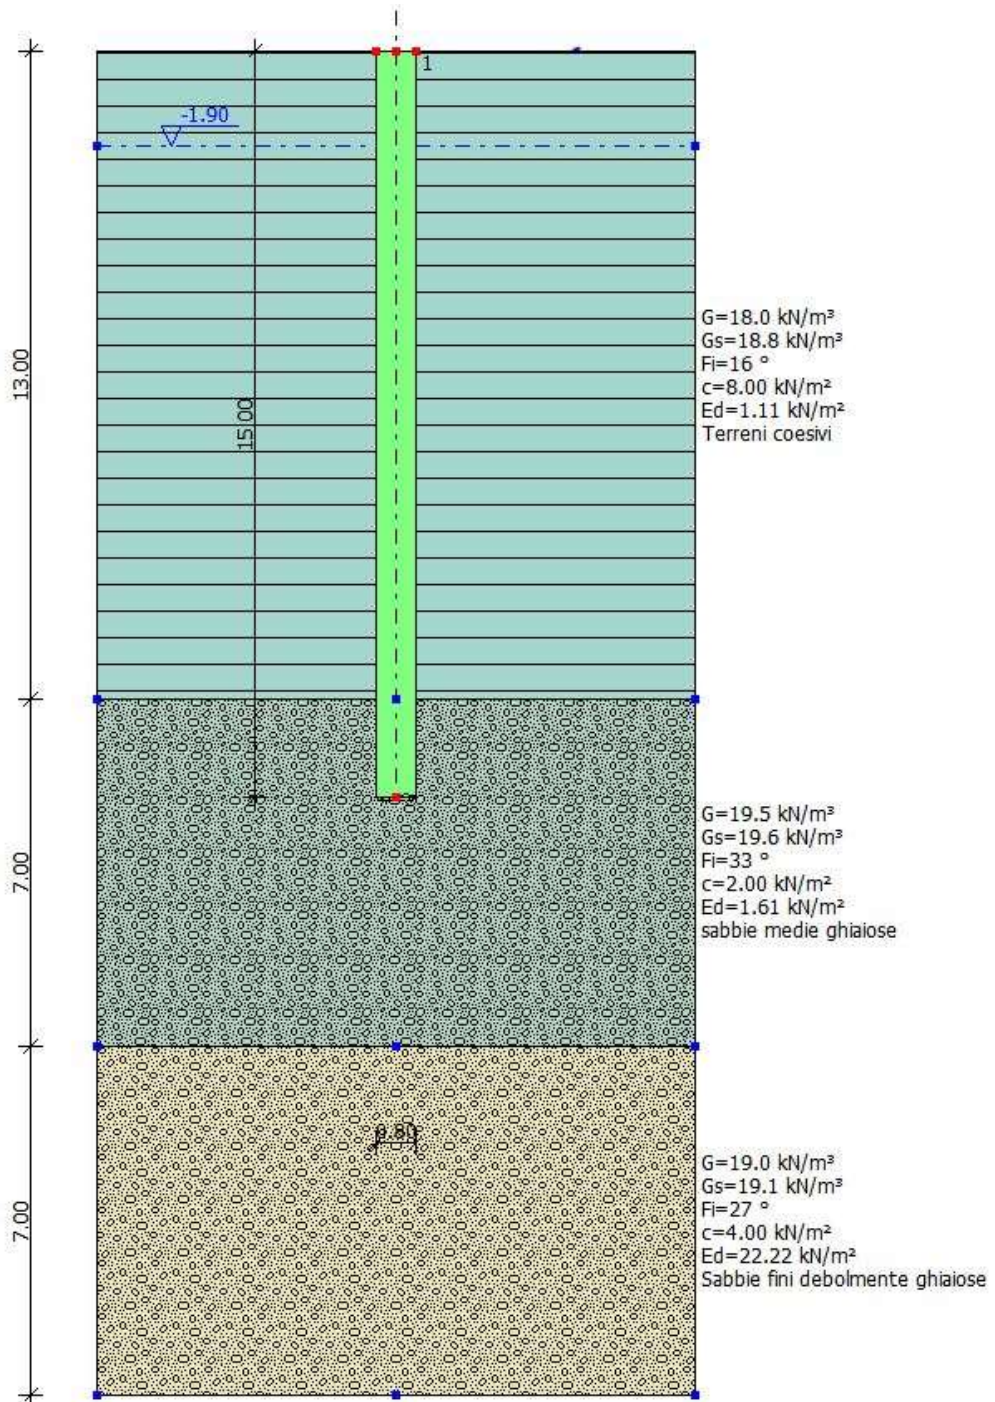 1
-1.90
13.00
15.00
G=18.0 kN/m³
Gs=18.8 kN/m³
Fi=16 °
c=8.00 kN/m²
Ed=1.11 kN/m²
Terreni coesivi
7.00
G=19.5 kN/m³
Gs=19.6 kN/m³
Fi=33 °
c=2.00 kN/m²
Ed=1.61 kN/m²
sabbie medie ghiaiose
0.80
7.00
G=19.0 kN/m³
Gs=19.1 kN/m³
Fi=27 °
c=4.00 kN/m²
Ed=22.22 kN/m²
Sabbie fini debolmente ghiaiose